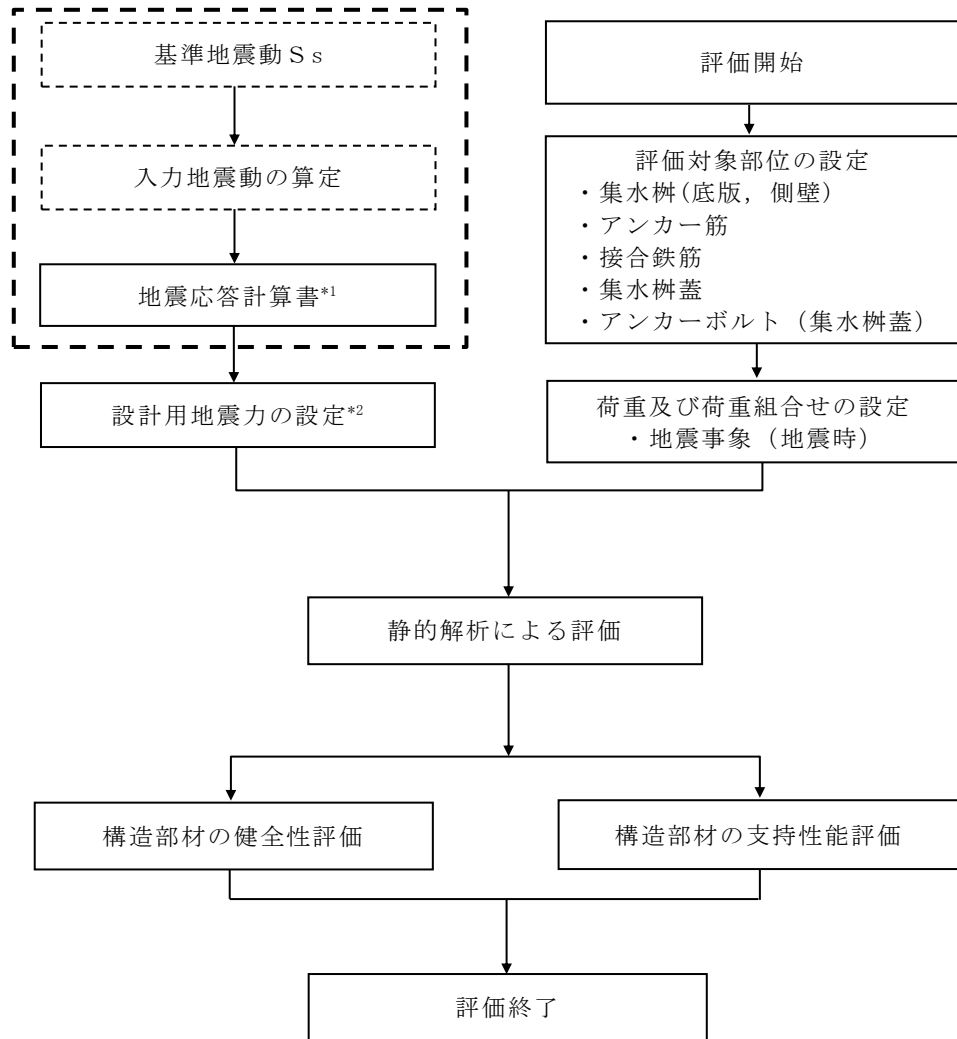 基準地震動Ｓｓ
入力地震動の算定
地震応答計算書*1
設計用地震力の設定*2
評価開始
評価対象部位の設定
・集水桝(底版，側壁）
・アンカー筋
・接合鉄筋
・集水桝蓋
・アンカーボルト（集水桝蓋）
荷重及び荷重組合せの設定
・地震事象（地震時）
静的解析による評価
構造部材の健全性評価
構造部材の支持性能評価
評価終了